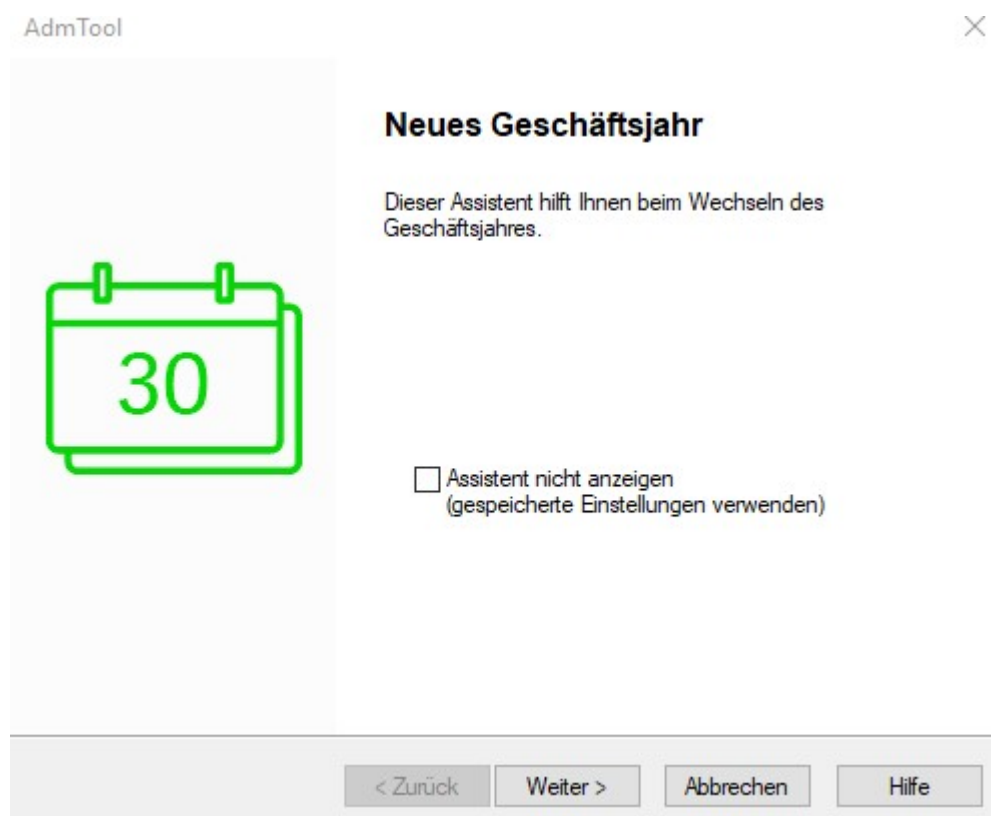 AdmTool
Neues Geschäftsjahr
Dieser Assistent hilft Ihnen beim Wechseln des
Geschäftsjahres.
30
Assistent nicht anzeigen
(gespeicherte Einstellungen verwenden)
< Zurück
Weiter >
Abbrechen
Hilfe